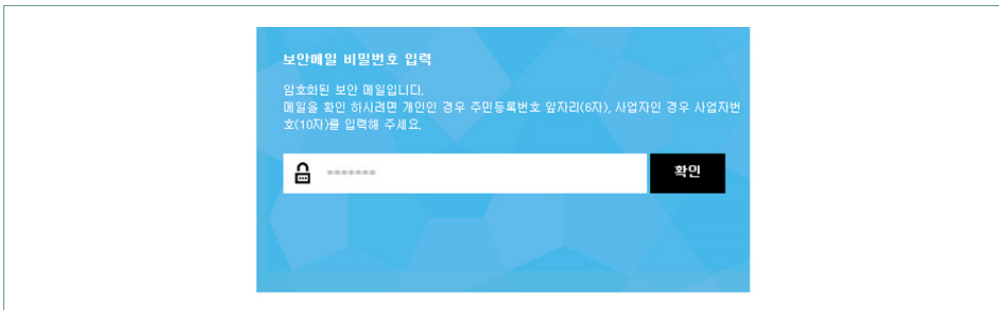 보안메일 비밀번호 입력
암호화된 보안 메일입니다.
메일을 확인 하시려면 개인인 경우 주민등록번호 앞자리(6자), 사업자인 경우 사업자번
호(10자)를 입력해 주세요.
*******
확인